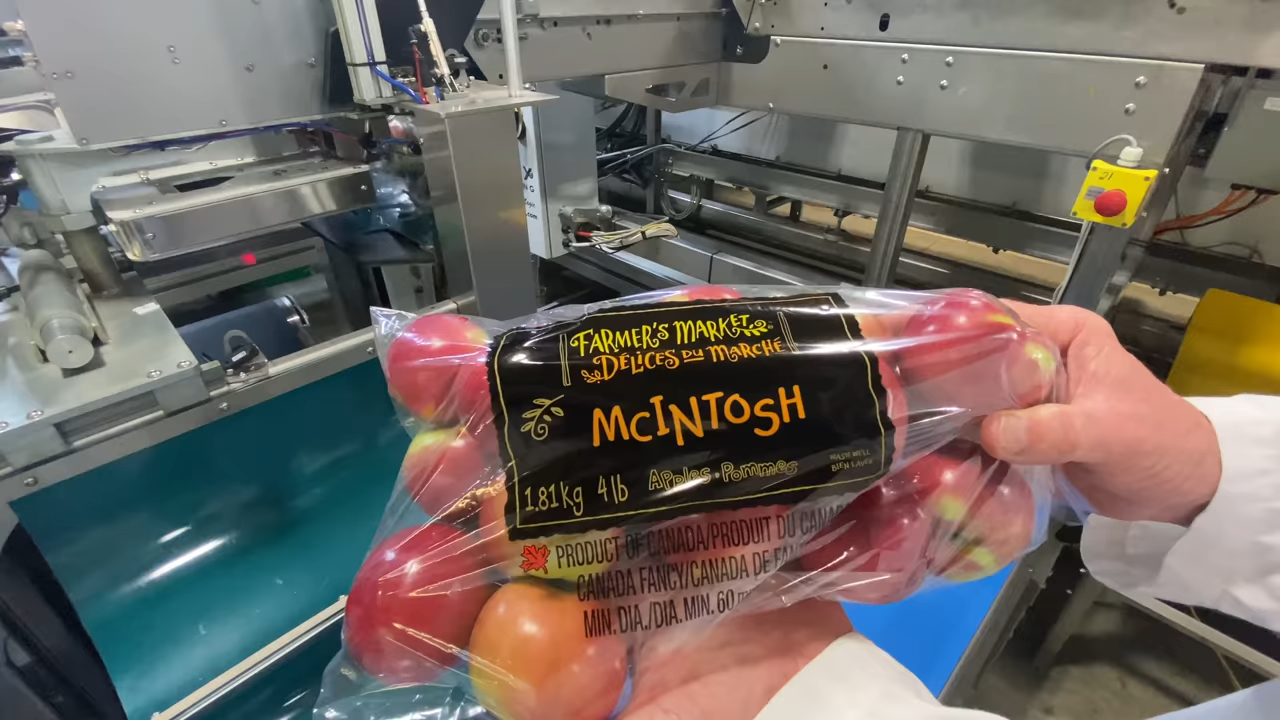 FARMER'S MARKET
DÉLICES DU MARCHÉ
McINTOSH
1.81kg 4lb Apples • Pommes
WASH WELL
BIEN LAVER
PRODUCT OF CANADA/PRODUIT DU CANA
CANADA FANCY/CANADA DE FAN
MIN. DIA./DIA. MIN. 60 m
21